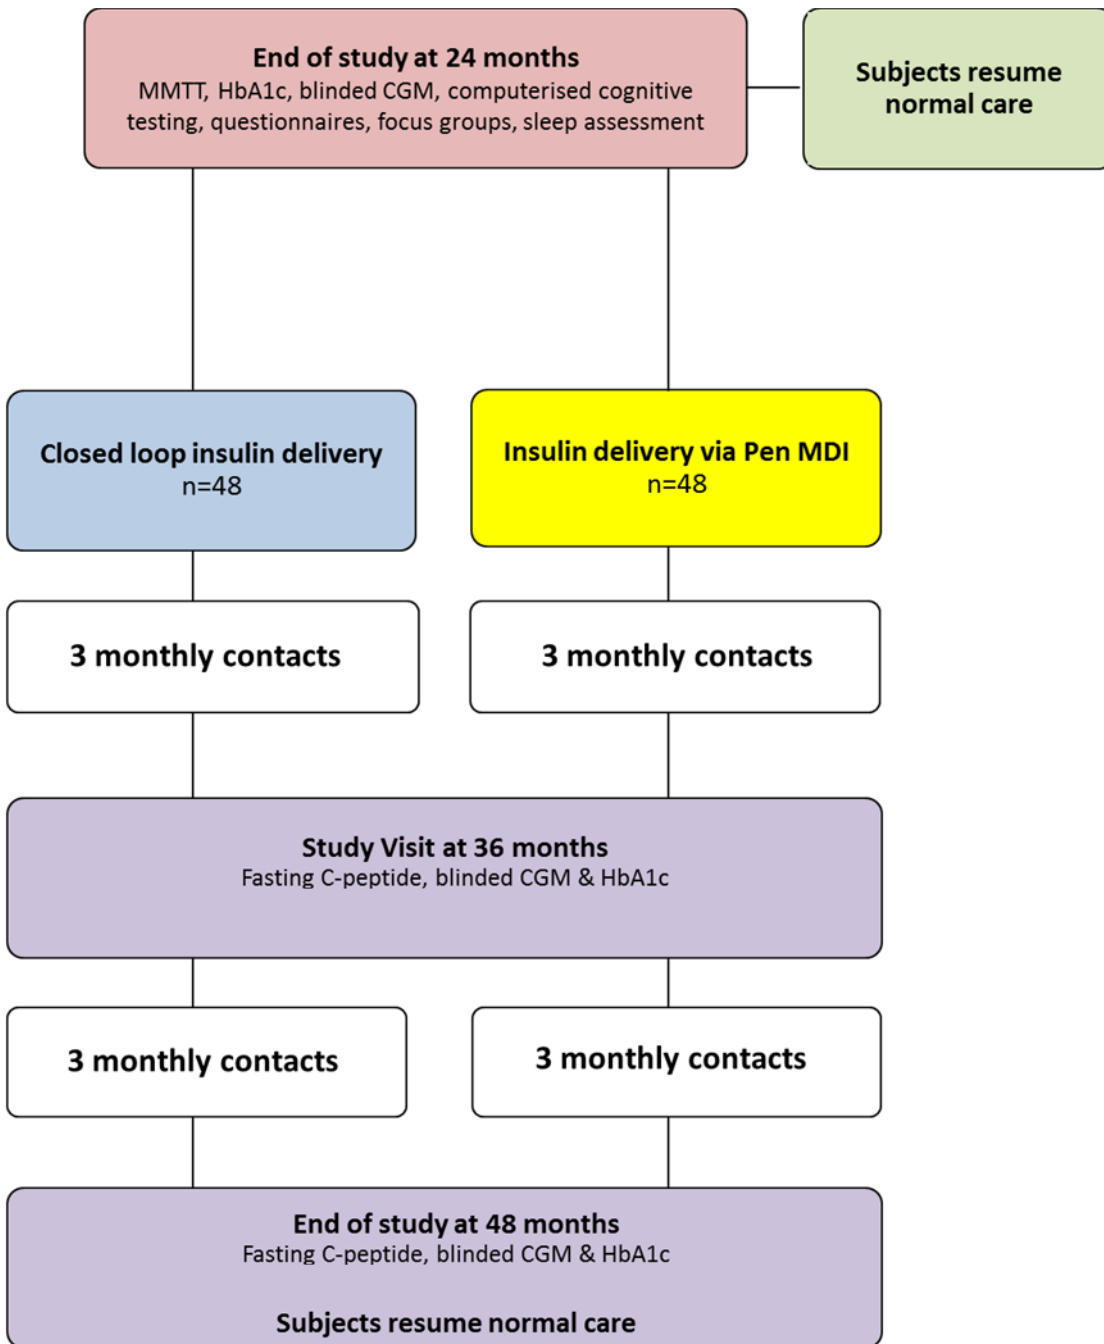 End of study at 24 months
MMTT, HbA1c, blinded CGM, computerised cognitive
testing, questionnaires, focus groups, sleep assessment
Subjects resume
normal care
Closed loop insulin delivery
n=48
Insulin delivery via Pen MDI
n=48
3 monthly contacts
3 monthly contacts
Study Visit at 36 months
Fasting C-peptide, blinded CGM & HbA1c
3 monthly contacts
3 monthly contacts
End of study at 48 months
Fasting C-peptide, blinded CGM & HbA1c
Subjects resume normal care